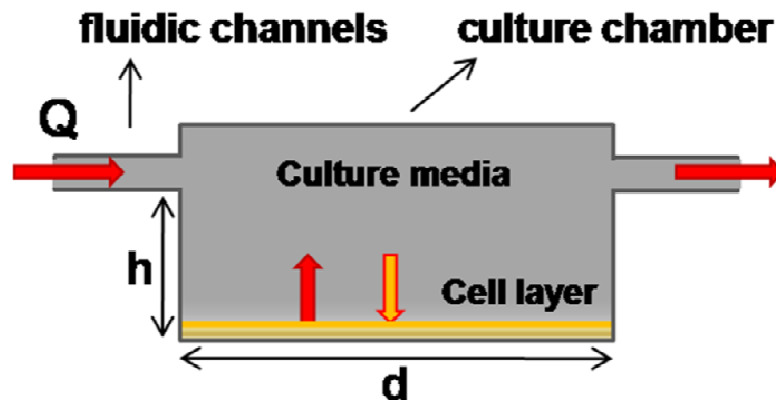 fluidic channels
culture chamber
Q
Culture media
h
Cell layer
d